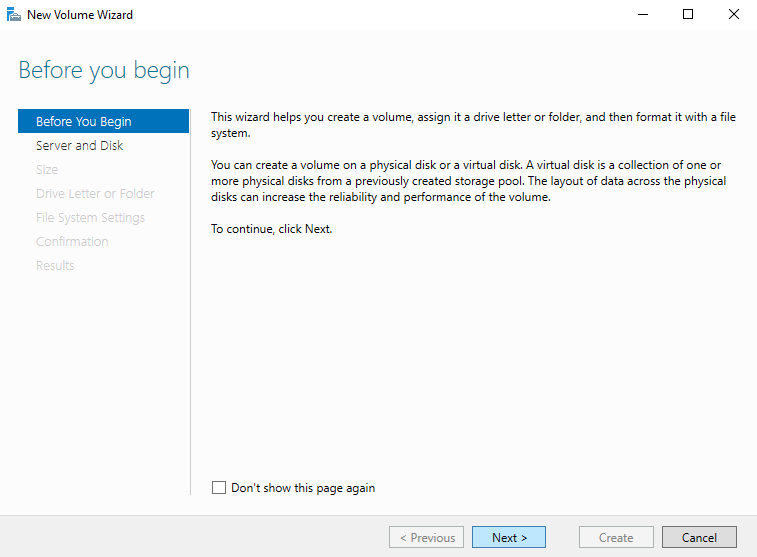 New Volume Wizard
Before you begin
Before You Begin
Server and Disk
Size
Drive Letter or Folder
File System Settings
Confirmation
Results
This wizard helps you create a volume, assign it a drive letter or folder, and then format it with a file
system.
You can create a volume on a physical disk or a virtual disk. A virtual disk is a collection of one or
more physical disks from a previously created storage pool. The layout of data across the physical
disks can increase the reliability and performance of the volume.
To continue, click Next.
Don't show this page again
< Previous
Next >
Create
Cancel